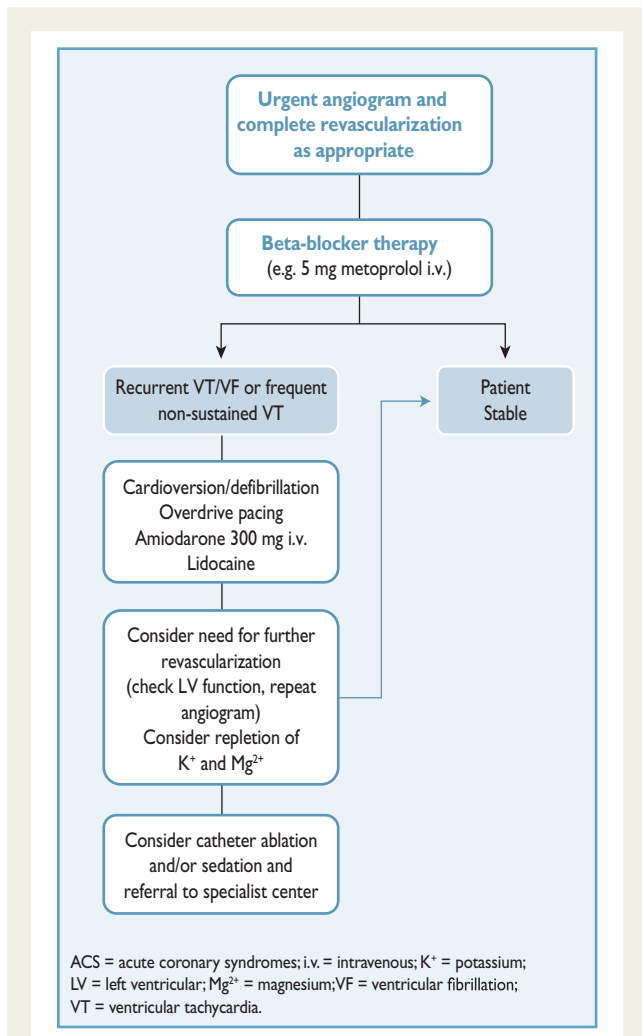 Urgent angiogram and
complete revascularization
as appropriate
Beta-blocker therapy
(e.g. 5 mg metoprolol i.v.)
Recurrent VT/VF or frequent
non-sustained VT
Patient
Stable
Cardioversion/defibrillation
Overdrive pacing
Amiodarone 300 mg i.v.
Lidocaine
Consider need for further
revascularization
(check LV function, repeat
angiogram)
Consider repletion of
K⁺ and Mg²⁺
Consider catheter ablation
and/or sedation and
referral to specialist center
ACS = acute coronary syndromes; i.v. = intravenous; K⁺ = potassium;
LV = left ventricular; Mg²⁺ = magnesium;VF = ventricular fibrillation;
VT = ventricular tachycardia.